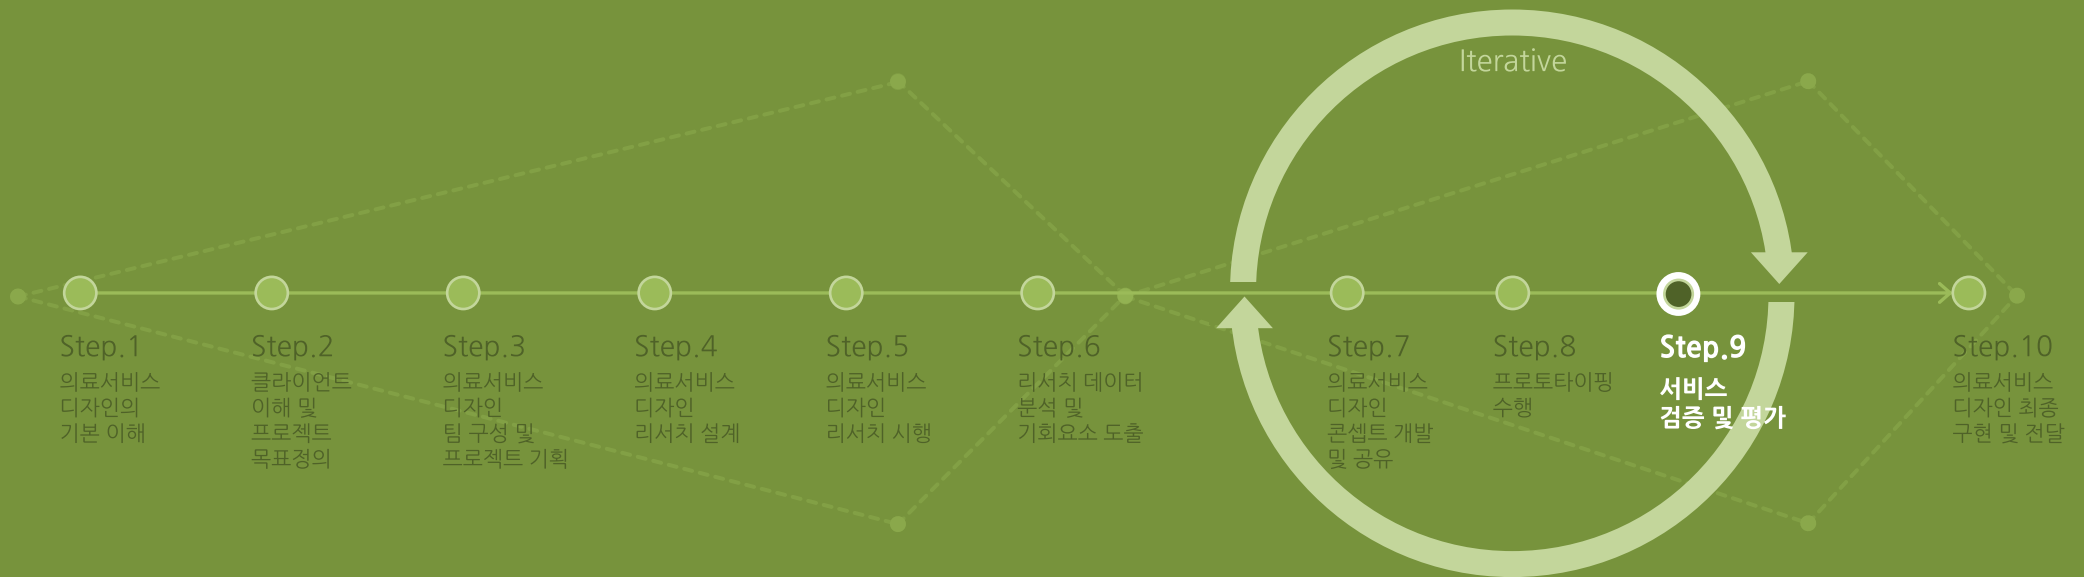 Iterative
Step.1
의료서비스
디자인의
기본 이해
Step.2
클라이언트
이해 및
프로젝트
목표정의
Step.3
의료서비스
디자인
팀 구성 및
프로젝트 기획
Step.4
의료서비스
디자인
리서치 설계
Step.5
의료서비스
디자인
리서치 시행
Step.6
리서치 데이터
분석 및
기회요소 도출
Step.7
의료서비스
디자인
콘셉트 개발
및 공유
Step.8
프로토타이핑
수행
Step.9
서비스
검증 및 평가
Step.10
의료서비스
디자인 최종
구현 및 전달